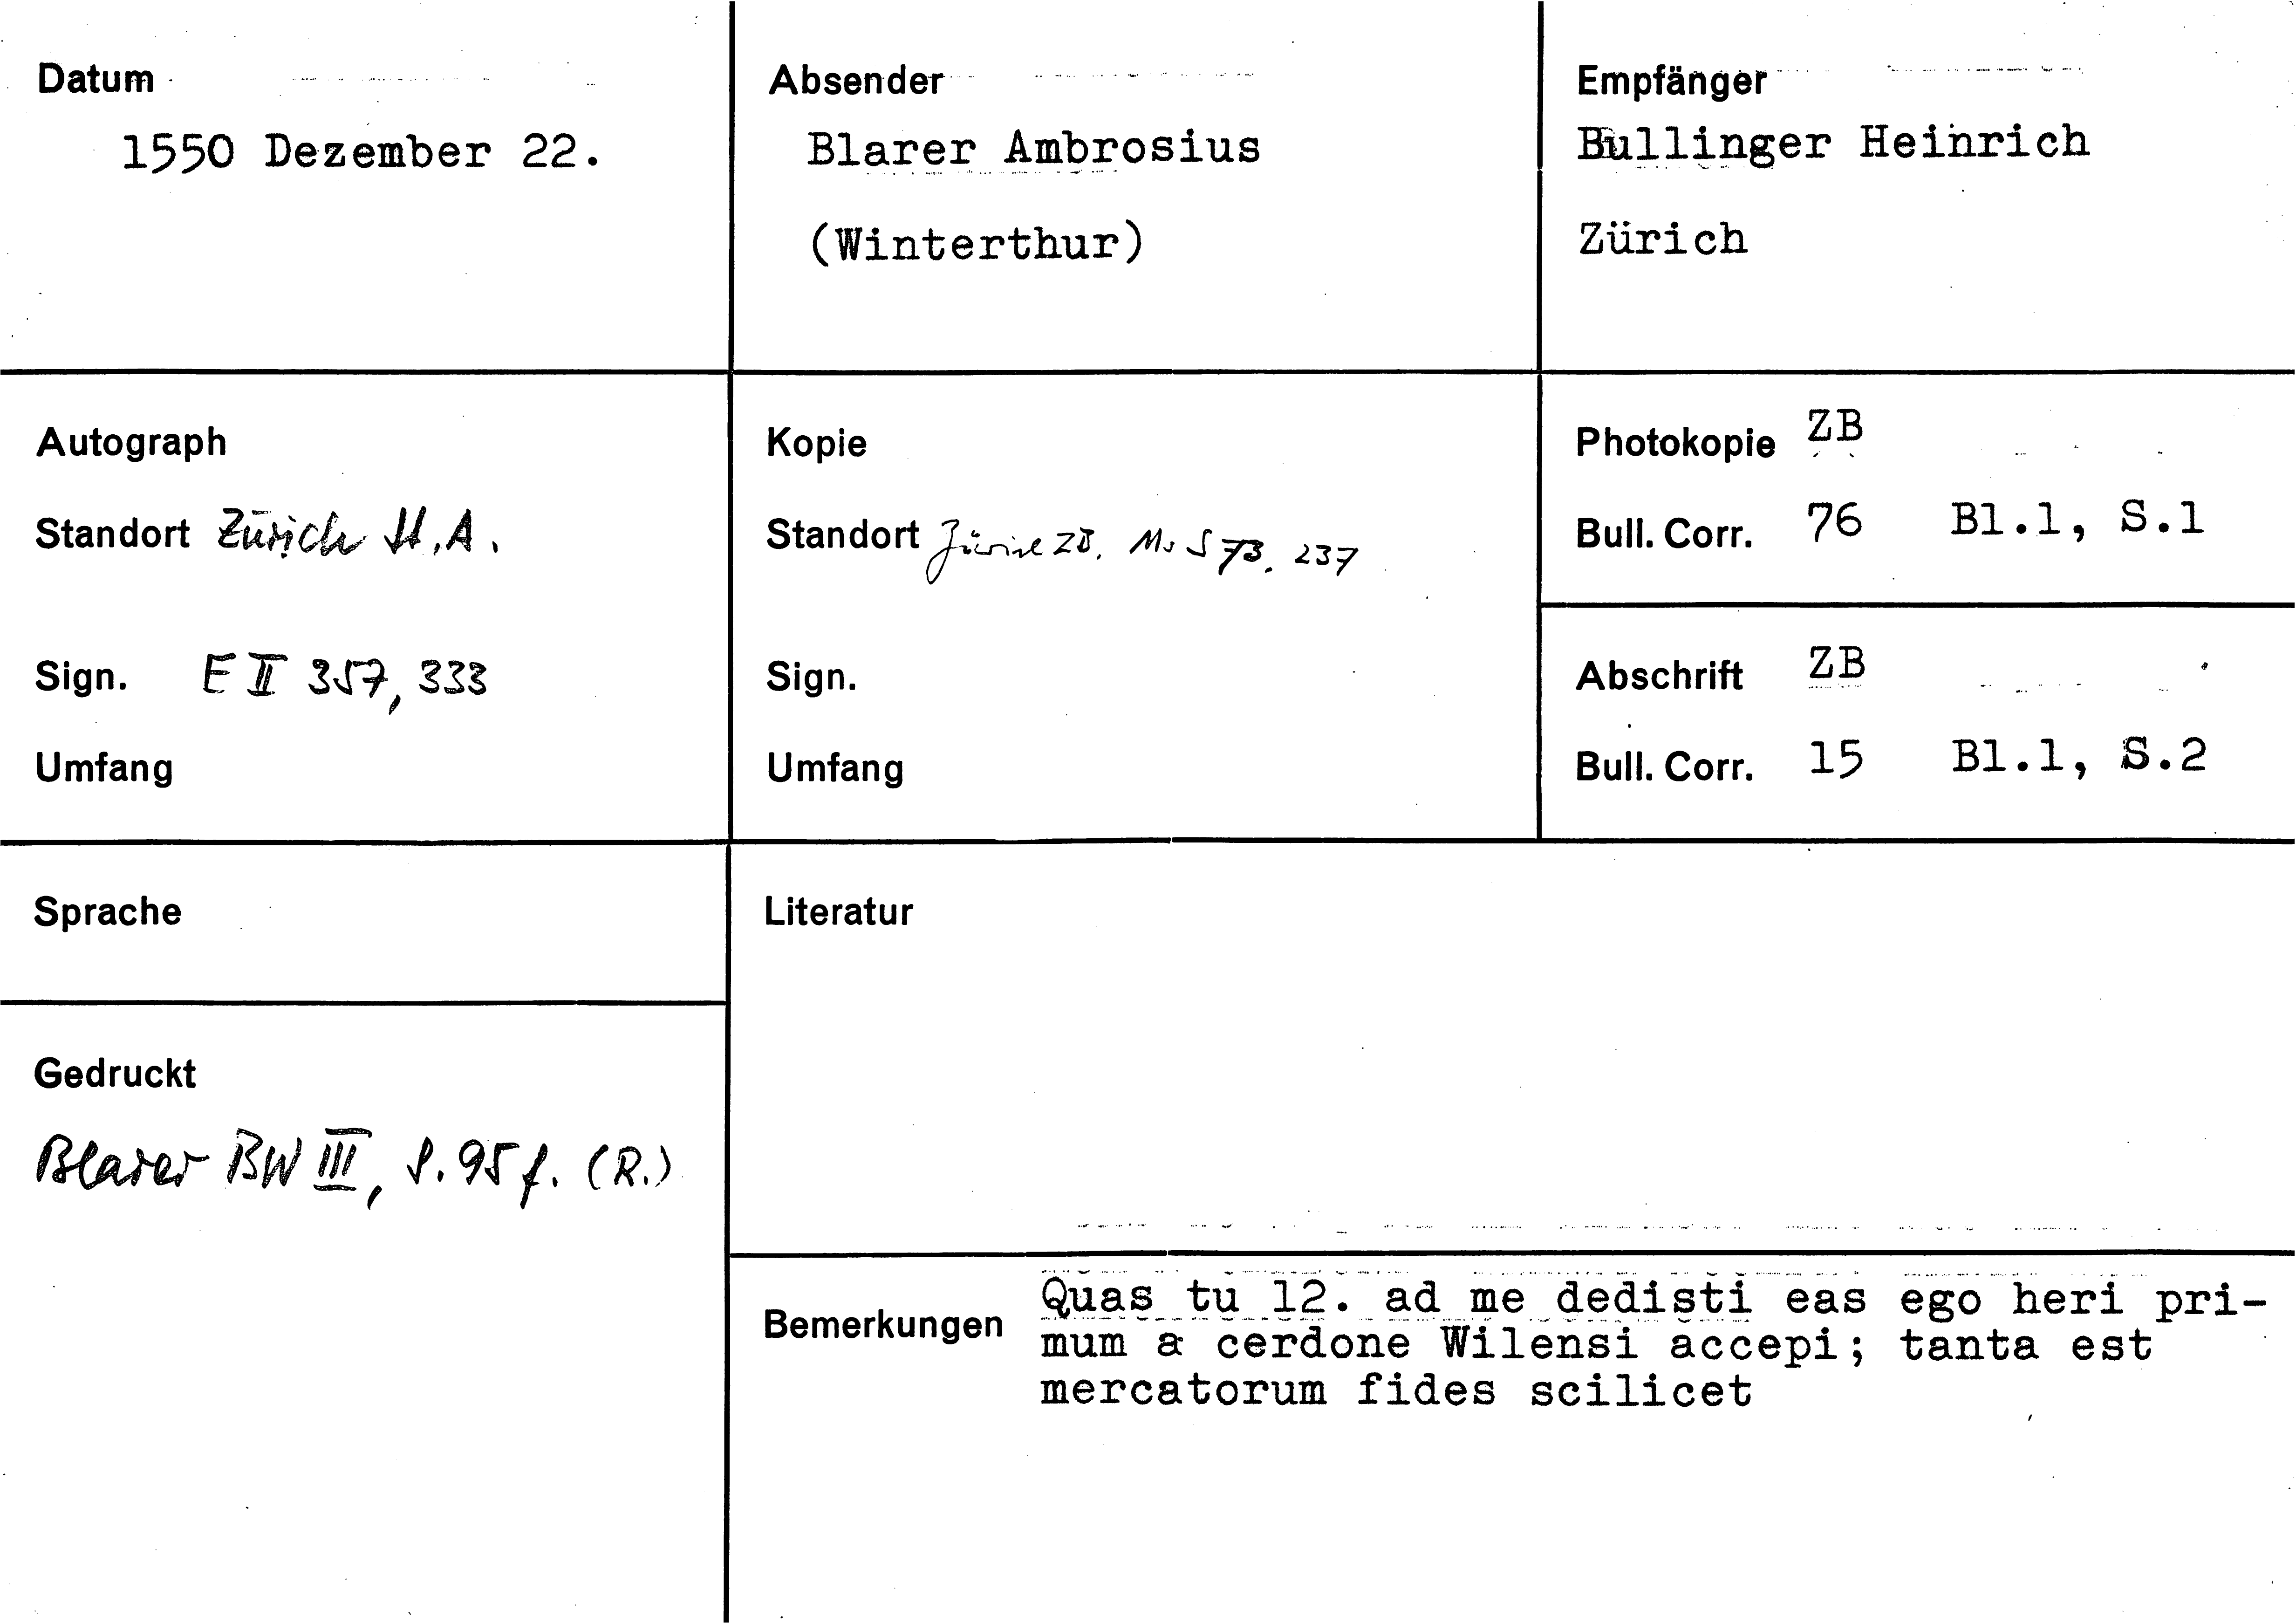 Datum
1550 Dezember 22.
Absender
Blarer Ambrosius
(Winterthur)
Empfänger
Bullinger Heinrich
Zürich
Autograph
Standort Zürich St.A.
Sign. E II 357, 333
Umfang
Kopie
Standort Zürich ZB. Ms S 73. 237
Sign.
Umfang
Photokopie ZB
Bull. Corr. 76 Bl.1, S.1
Abschrift ZB
Bull. Corr. 15 Bl.1, S.2
Sprache
Gedruckt
Blarer BW III, S. 95 f. (R.)
Literatur
Bemerkungen
Quas tu 12. ad me dedisti eas ego heri pri-
mum a cerdone Wilensi accepi; tanta est
mercatorum fides scilicet